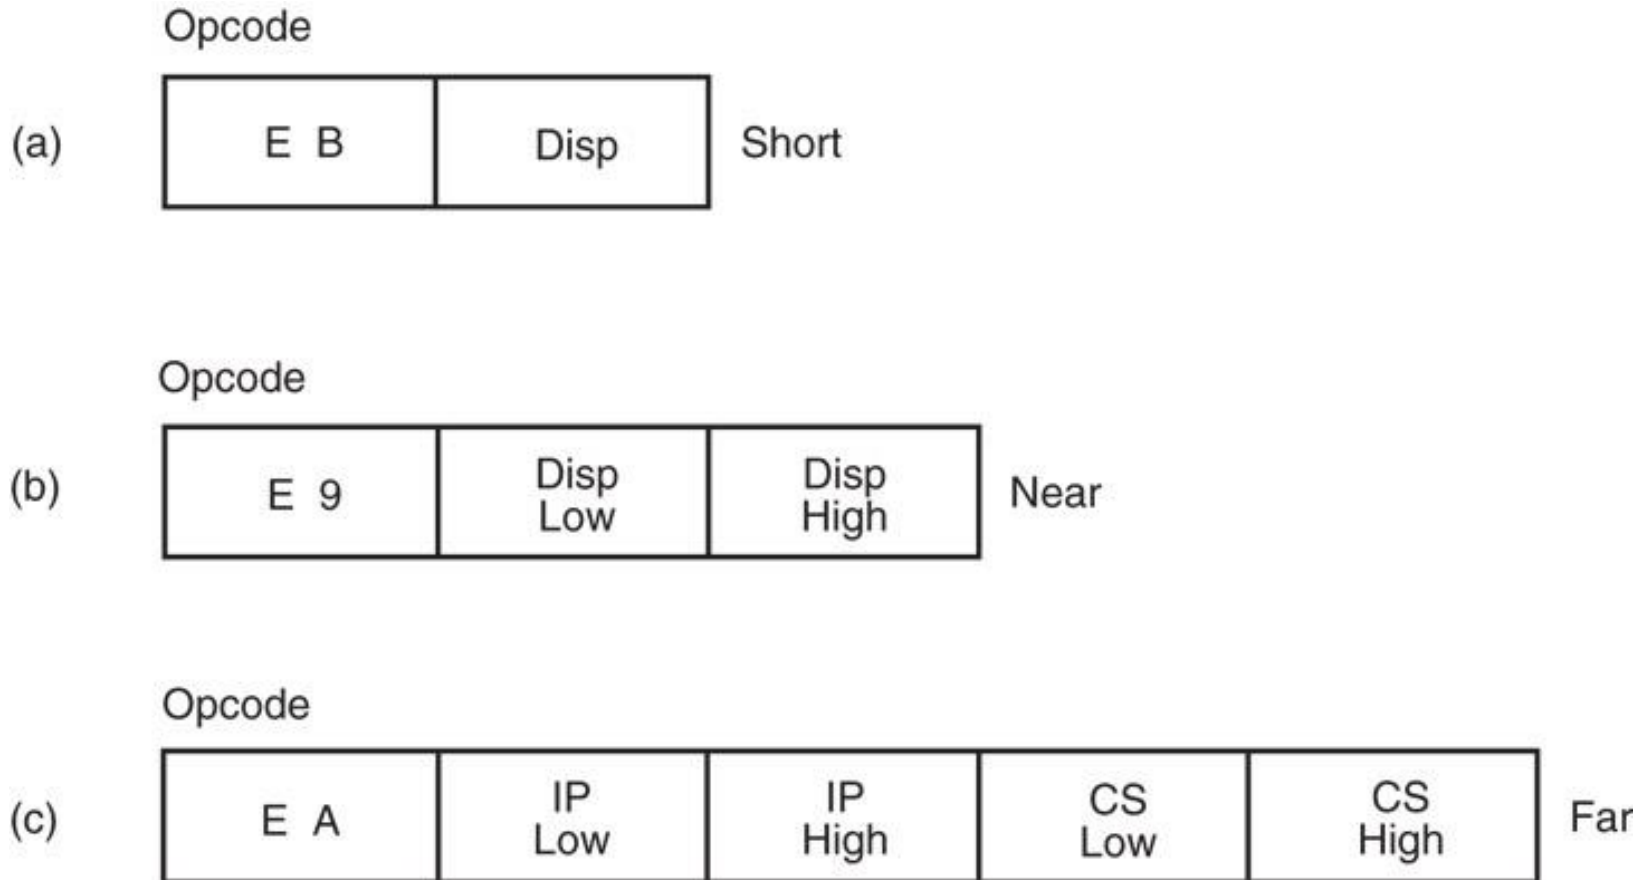 Opcode
(a) E B Disp Short
Opcode
(b) E 9 Disp Low Disp High Near
Opcode
(c) E A IP Low IP High CS Low CS High Far